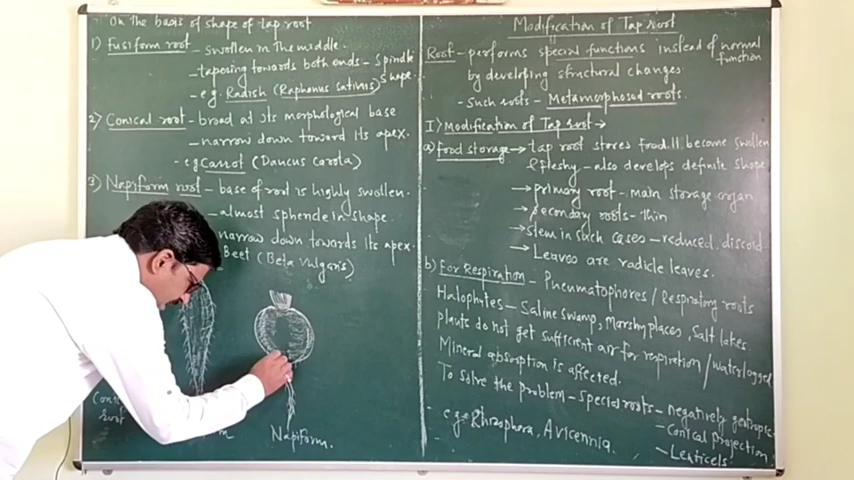 On the basis of shape of tap root
1) Fusiform root - swollen in the middle.
- tapering towards both ends - Spindle shape.
- e.g. Radish (Raphanus sativus)
2) Conical root - broad at its morphological base
- narrow down toward its apex.
- eg Carrot (Daucus carota)
3) Napiform root - base of root is highly swollen.
- almost spherical in shape
narrow down towards its apex.
Beet (Beta vulgaris)
root
Napiform.
Modification of Tap root
Root - performs special functions instead of normal function
by developing structural changes.
- Such roots - Metamorphosed roots.
I) Modification of Tap root →
a) food storage → tap root stores food & become swollen
& fleshy - also develops definite shape
→ primary root - main storage organ
→ Secondary roots - thin
→ Stem in such cases - reduced, discoid
→ Leaves are radicle leaves.
b) For Respiration - Pneumatophores / respiratory roots
Halophytes - Saline swamp, Marshy places, Salt lakes
plants do not get sufficient air for respiretion / waterlogged
Mineral absorption is affected.
To solve the problem - special roots - negatively geotropic
- Conical projection
- Lenticels
e.g. Rhizophora, Avicennia.